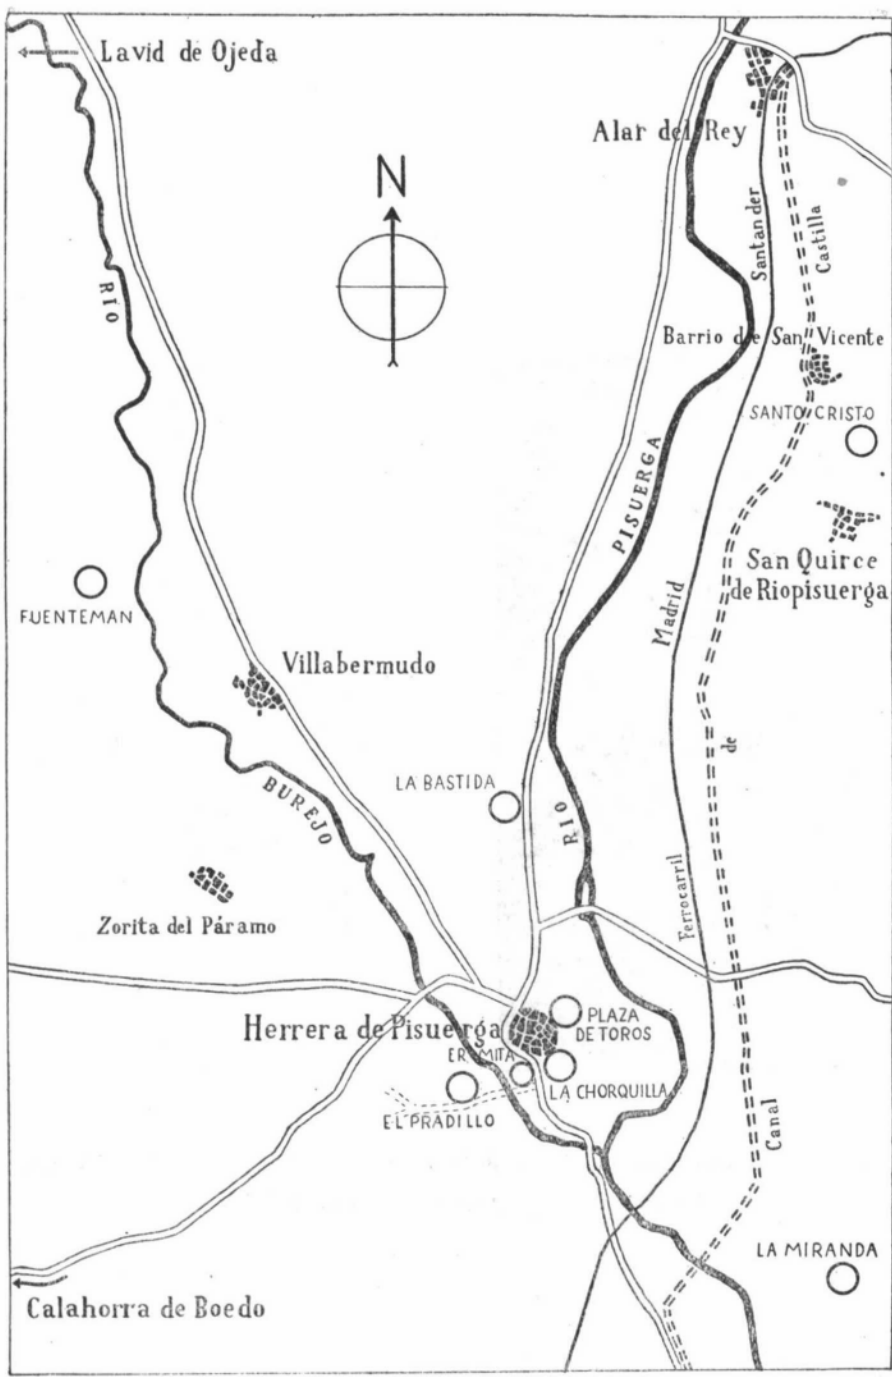 Lavid de Ojeda
Alar del Rey
N
RÍO
Santander
Castilla
Barrio de San Vicente
SANTO CRISTO
PISUERGA
San Quirce
de Riopisuerga
FUENTEMAN
Madrid
Villabermudo
de
LA BASTIDA
BUREJO
RIO
Ferrocarril
Zorita del Páramo
PLAZA
DE TOROS
Herrera de Pisuerga
ERMITA
LA CHORQUILLA
EL PRADILLO
Canal
LA MIRANDA
Calahorra de Boedo